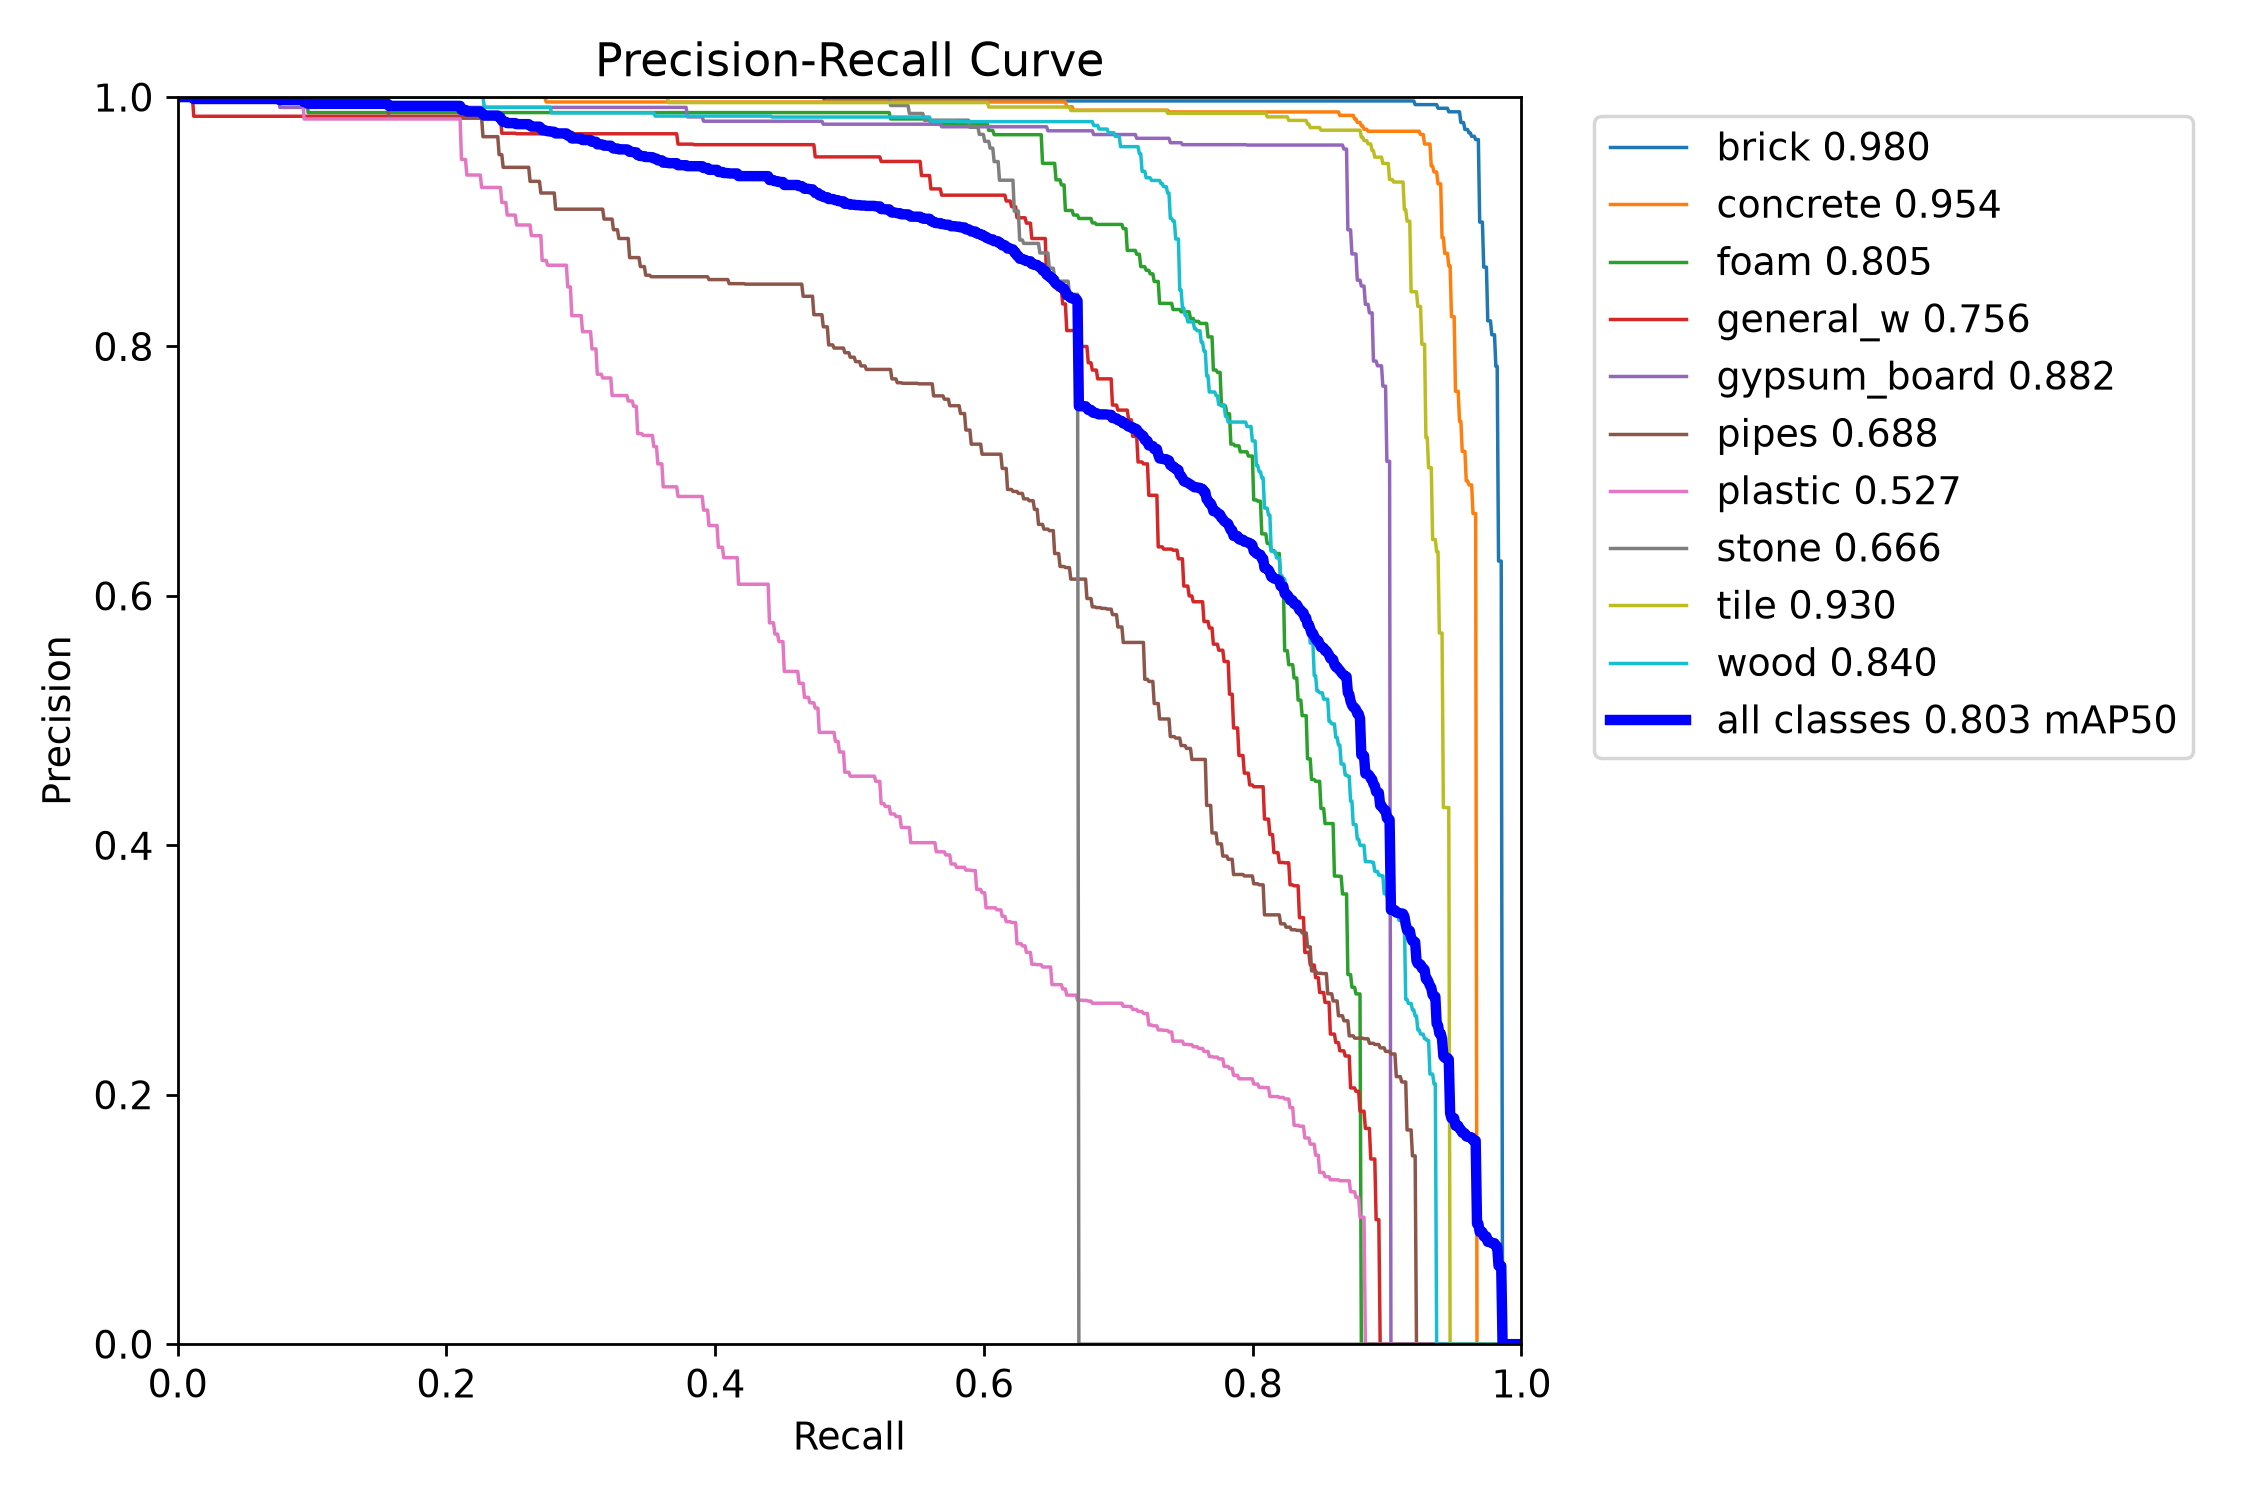 Precision-Recall Curve
1.0
0.8
0.6
0.4
0.2
0.0
Precision
0.0 0.2 0.4 0.6 0.8 1.0
Recall
brick 0.980
concrete 0.954
foam 0.805
general_w 0.756
gypsum_board 0.882
pipes 0.688
plastic 0.527
stone 0.666
tile 0.930
wood 0.840
all classes 0.803 mAP50